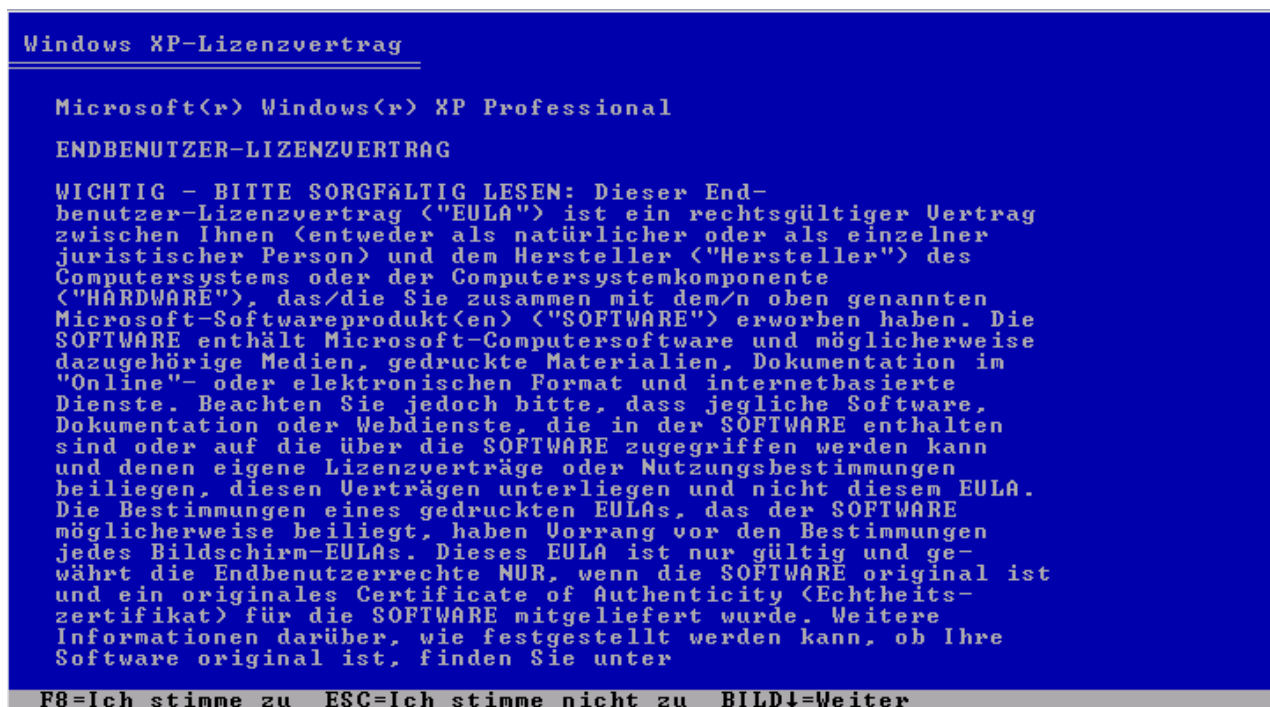 Windows XP-Lizenzvertrag
Microsoft(r) Windows(r) XP Professional
ENDBENUTZER-LIZENZVERTRAG
WICHTIG - BITTE SORGFÄLTIG LESEN: Dieser End-
benutzer-Lizenzvertrag ("EULA") ist ein rechtsgültiger Vertrag
zwischen Ihnen (entweder als natürlicher oder als einzelner
juristischer Person) und dem Hersteller ("Hersteller") des
Computersystems oder der Computersystemkomponente
("HARDWARE"), das/die Sie zusammen mit dem/n oben genannten
Microsoft-Softwareprodukt(en) ("SOFTWARE") erworben haben. Die
SOFTWARE enthält Microsoft-Computersoftware und möglicherweise
dazugehörige Medien, gedruckte Materialien, Dokumentation im
"Online"- oder elektronischen Format und internetbasierte
Dienste. Beachten Sie jedoch bitte, dass jegliche Software,
Dokumentation oder Webdienste, die in der SOFTWARE enthalten
sind oder auf die über die SOFTWARE zugegriffen werden kann
und denen eigene Lizenzverträge oder Nutzungsbestimmungen
beiliegen, diesen Verträgen unterliegen und nicht diesem EULA.
Die Bestimmungen eines gedruckten EULAs, das der SOFTWARE
möglicherweise beiliegt, haben Vorrang vor den Bestimmungen
jedes Bildschirm-EULAs. Dieses EULA ist nur gültig und ge-
währt die Endbenutzerrechte NUR, wenn die SOFTWARE original ist
und ein originales Certificate of Authenticity (Echtheits-
zertifikat) für die SOFTWARE mitgeliefert wurde. Weitere
Informationen darüber, wie festgestellt werden kann, ob Ihre
Software original ist, finden Sie unter
F8=Ich stimme zu ESC=Ich stimme nicht zu BILD↓=Weiter